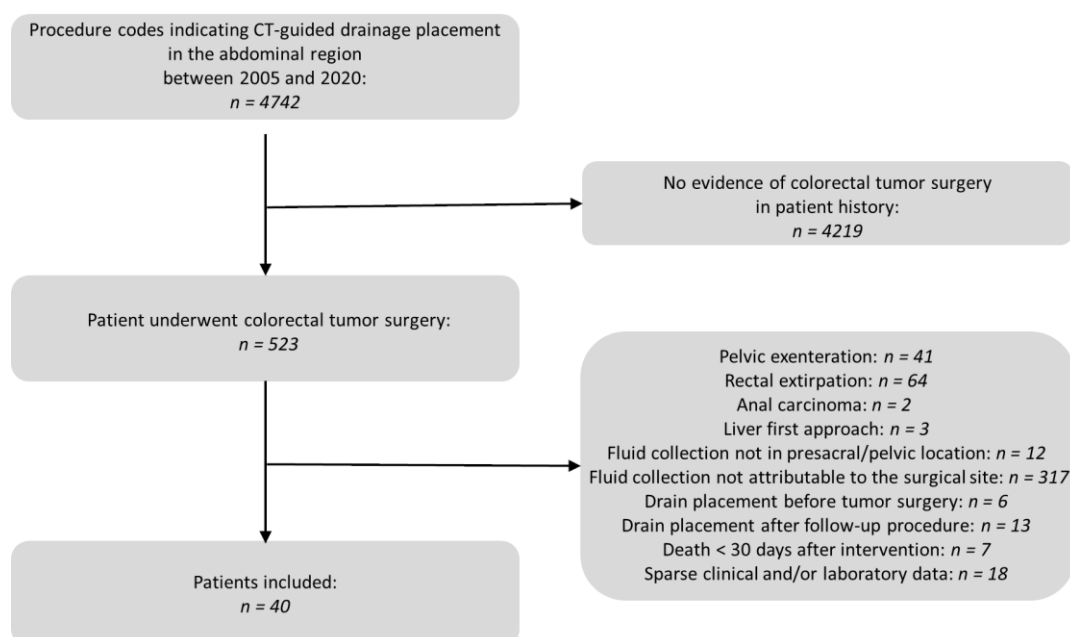 Procedure codes indicating CT-guided drainage placement
in the abdominal region
between 2005 and 2020:
n = 4742
No evidence of colorectal tumor surgery
in patient history:
n = 4219
Patient underwent colorectal tumor surgery:
n = 523
Pelvic exenteration: n = 41
Rectal extirpation: n = 64
Anal carcinoma: n = 2
Liver first approach: n = 3
Fluid collection not in presacral/pelvic location: n = 12
Fluid collection not attributable to the surgical site: n = 317
Drain placement before tumor surgery: n = 6
Drain placement after follow-up procedure: n = 13
Death < 30 days after intervention: n = 7
Sparse clinical and/or laboratory data: n = 18
Patients included:
n = 40